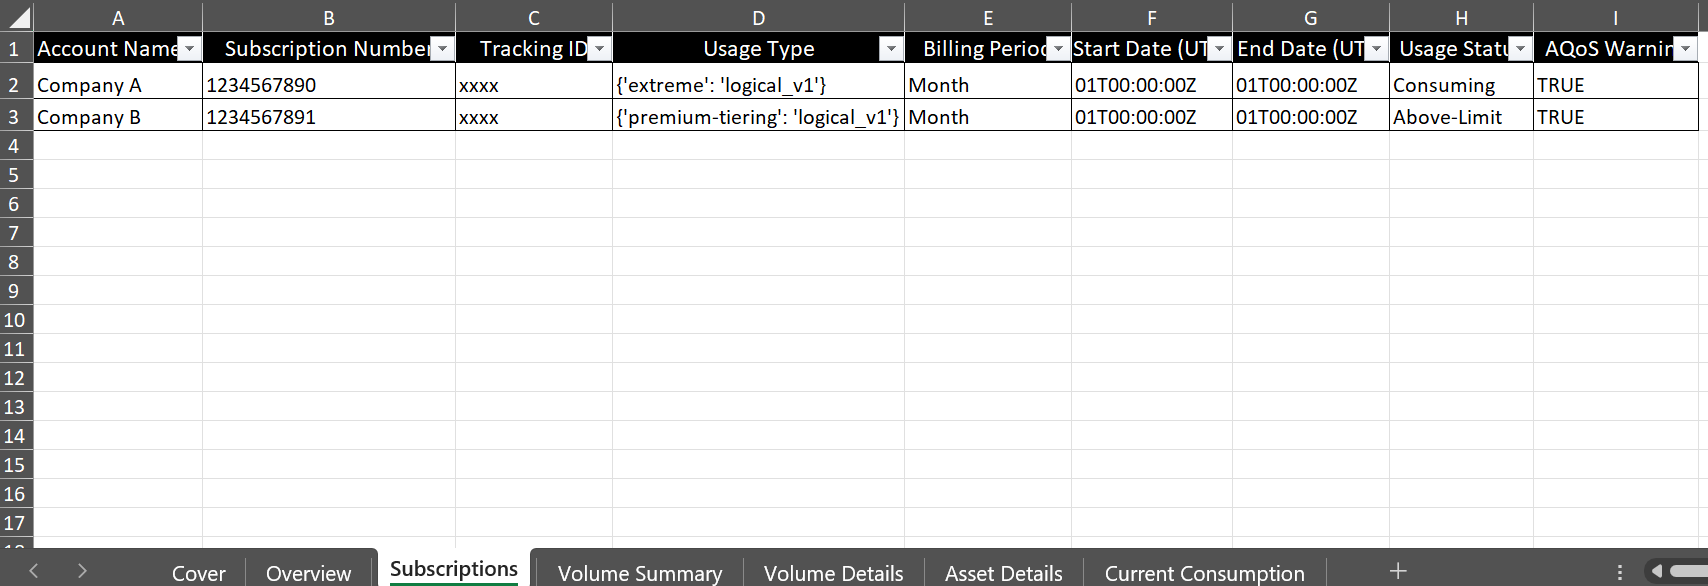 A B C D E F G H I
1 Account Name Subscription Number Tracking ID Usage Type Billing Period Start Date (UT End Date (UT Usage Statu AQoS Warnin
2 Company A 1234567890 xxxx {'extreme': 'logical_v1'} Month 01T00:00:00Z 01T00:00:00Z Consuming TRUE
3 Company B 1234567891 xxxx {'premium-tiering': 'logical_v1'} Month 01T00:00:00Z 01T00:00:00Z Above-Limit TRUE
4
5
6
7
8
9
10
11
12
13
14
15
16
17
Cover Overview Subscriptions Volume Summary Volume Details Asset Details Current Consumption